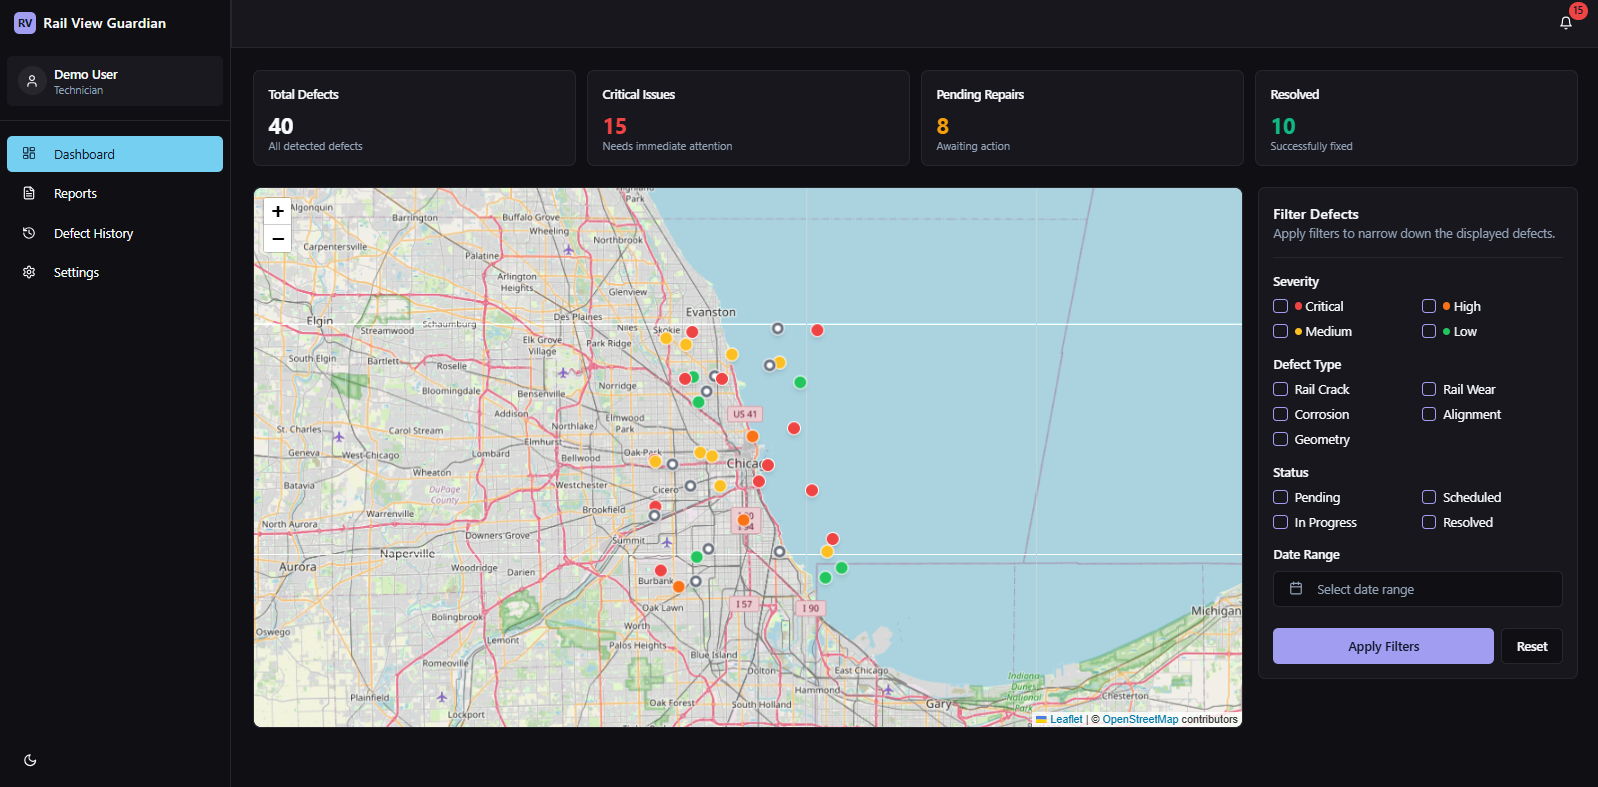 RV Rail View Guardian
15
Demo User
Technician
Dashboard
Reports
Defect History
Settings
Total Defects
40
All detected defects
Critical Issues
15
Needs immediate attention
Pending Repairs
8
Awaiting action
Resolved
10
Successfully fixed
+
−
Highland
Park
Algonquin
Barrington
Buffalo Grove
Wheeling
Northbrook
Carpentersville
Palatine
Arlington
Heights
Glenview
Evanston
Des Plaines
Niles
Skokie
Elgin
Streamwood
Schaumburg
Elk Grove
Village
Park Ridge
South Elgin
Bartlett
Roselle
Norridge
Bloomingdale
Bensenville
US 41
Addison
Elmwood
Park
Northlake
St. Charles
Carol Stream
Elmhurst
Geneva
West Chicago
Lombard
Bellwood
Oak Park
Chicago
Wheaton
Batavia
DuPage
County
Westchester
Cicero
Brookfield
North Aurora
Warrenville
Downers Grove
Summit
I 94
Naperville
Aurora
Woodridge
Darien
Burbank
Oak Lawn
I 57
I 90
Michigan
Bolingbrook
Oswego
Lemont
Worth
Palos Heights
Romeoville
Blue Island
Dolton
East Chicago
Indiana
Dunes
National
Park
Plainfield
Hammond
Chesterton
Oak Forest
South Holland
Gary
Lockport
Leaflet | © OpenStreetMap contributors
Filter Defects
Apply filters to narrow down the displayed defects.
Severity
Critical High
Medium Low
Defect Type
Rail Crack Rail Wear
Corrosion Alignment
Geometry
Status
Pending Scheduled
In Progress Resolved
Date Range
Select date range
Apply Filters Reset